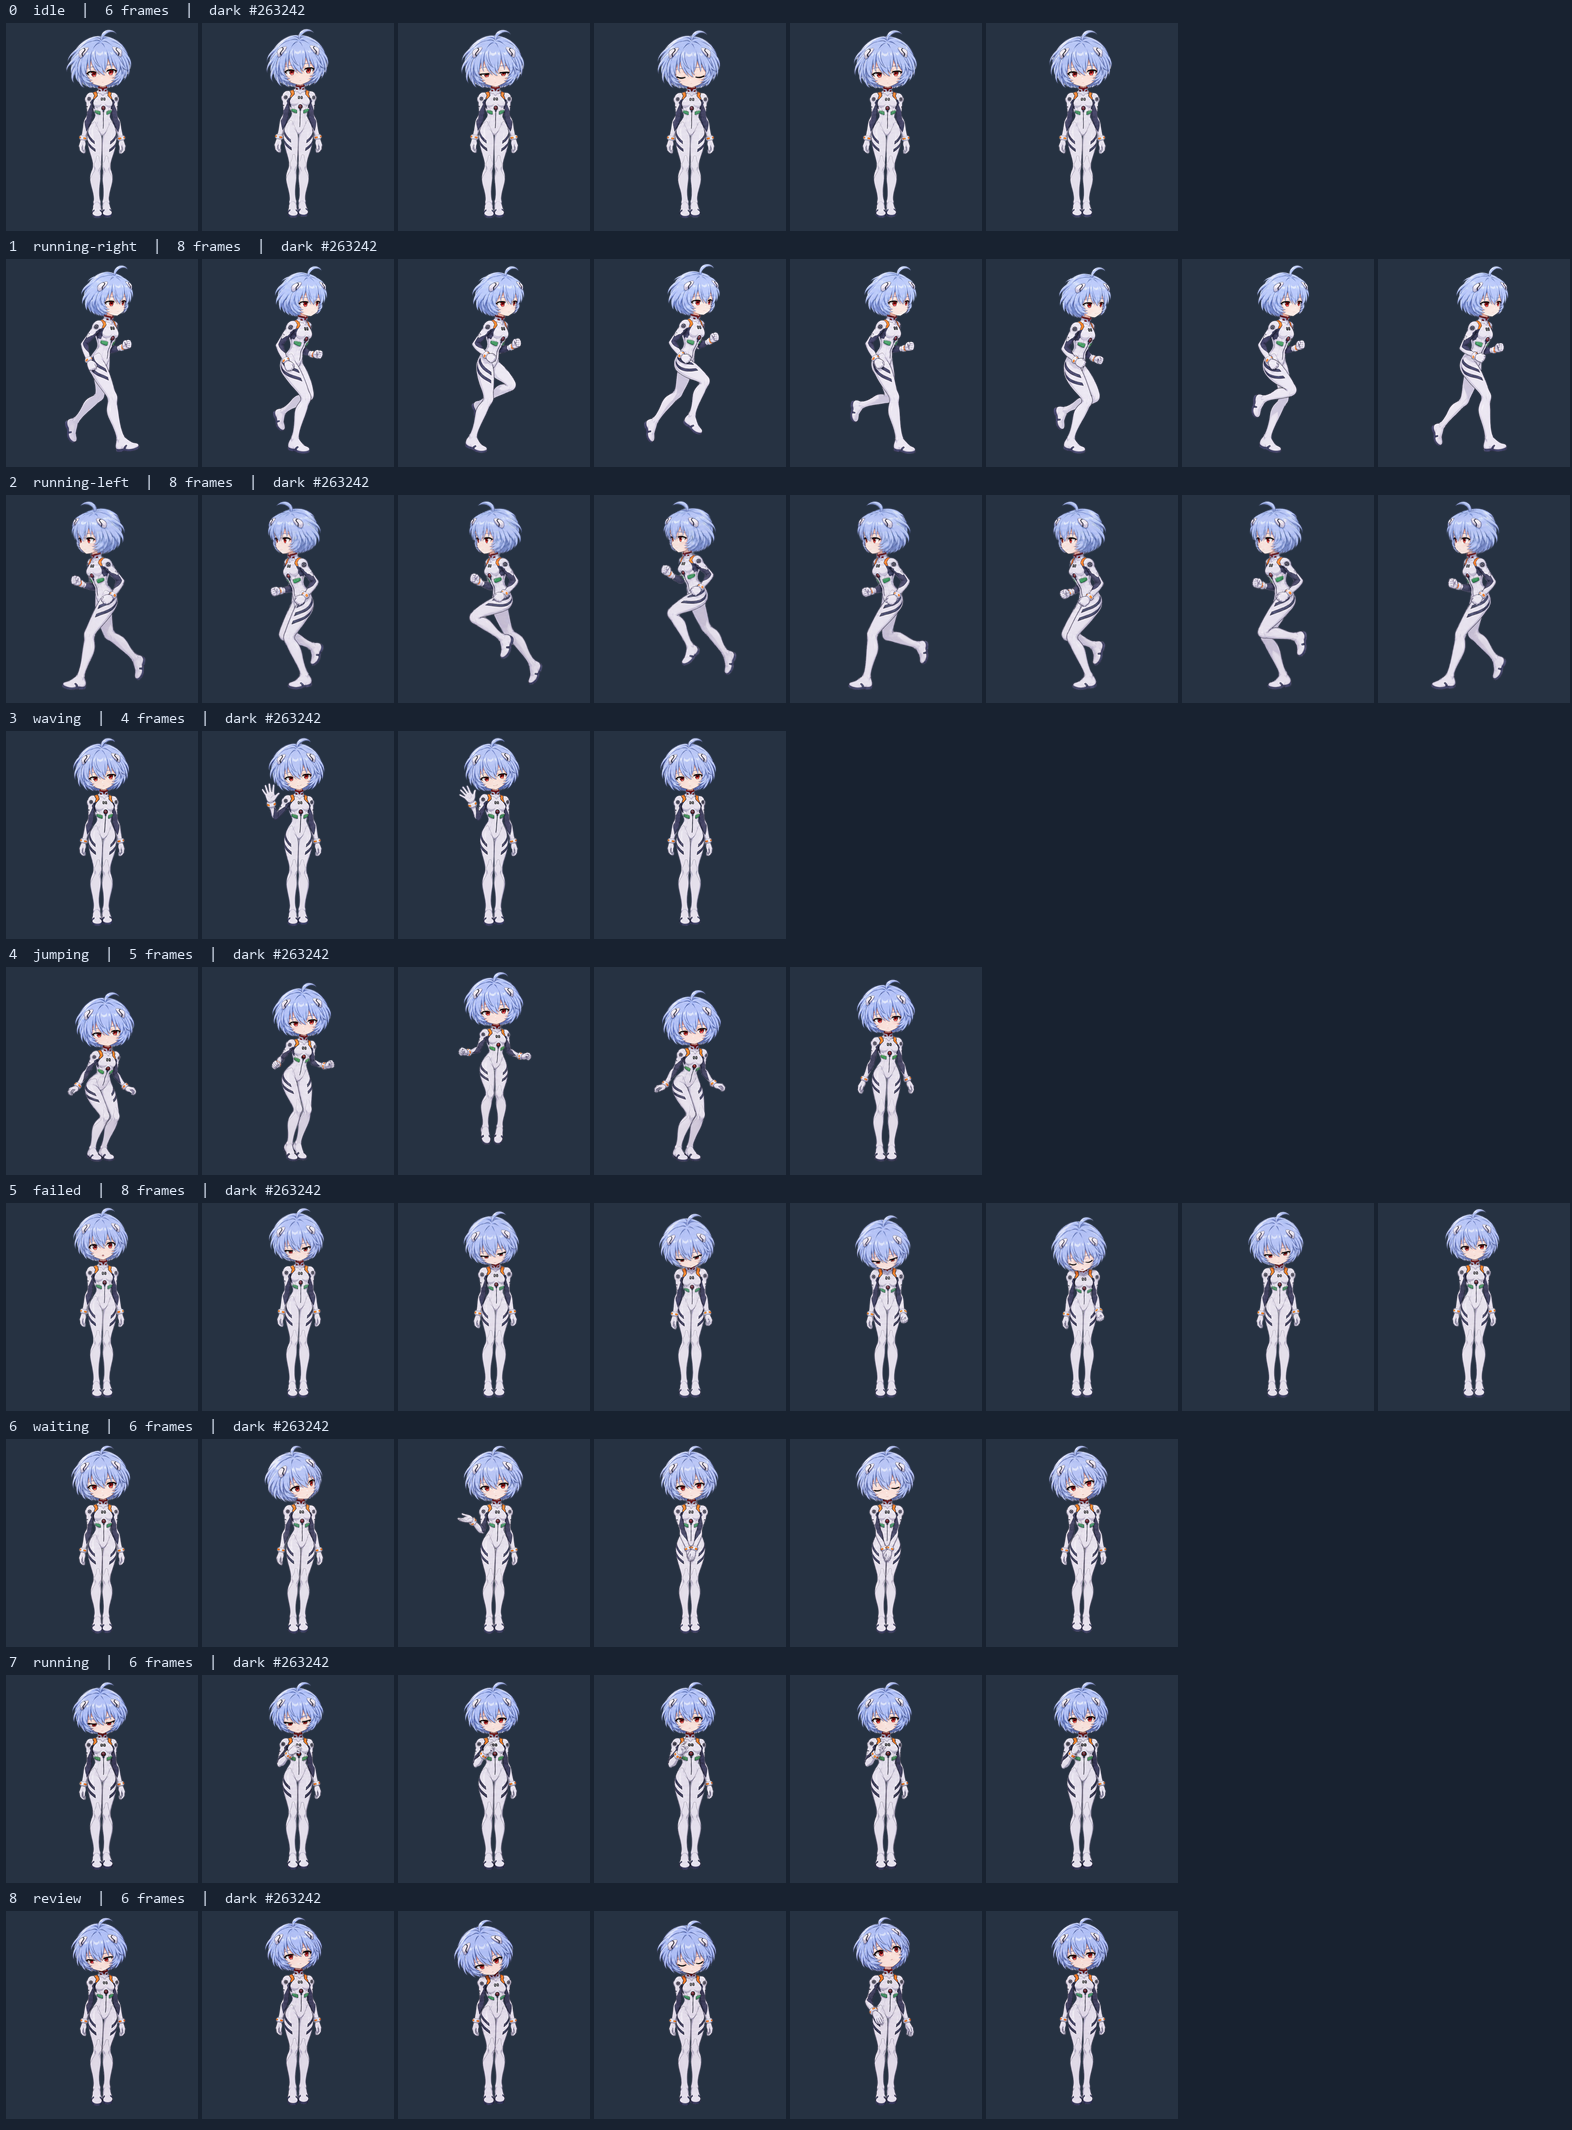 0 idle | 6 frames | dark #263242
1 running-right | 8 frames | dark #263242
2 running-left | 8 frames | dark #263242
3 waving | 4 frames | dark #263242
4 jumping | 5 frames | dark #263242
5 failed | 8 frames | dark #263242
6 waiting | 6 frames | dark #263242
7 running | 6 frames | dark #263242
8 review | 6 frames | dark #263242